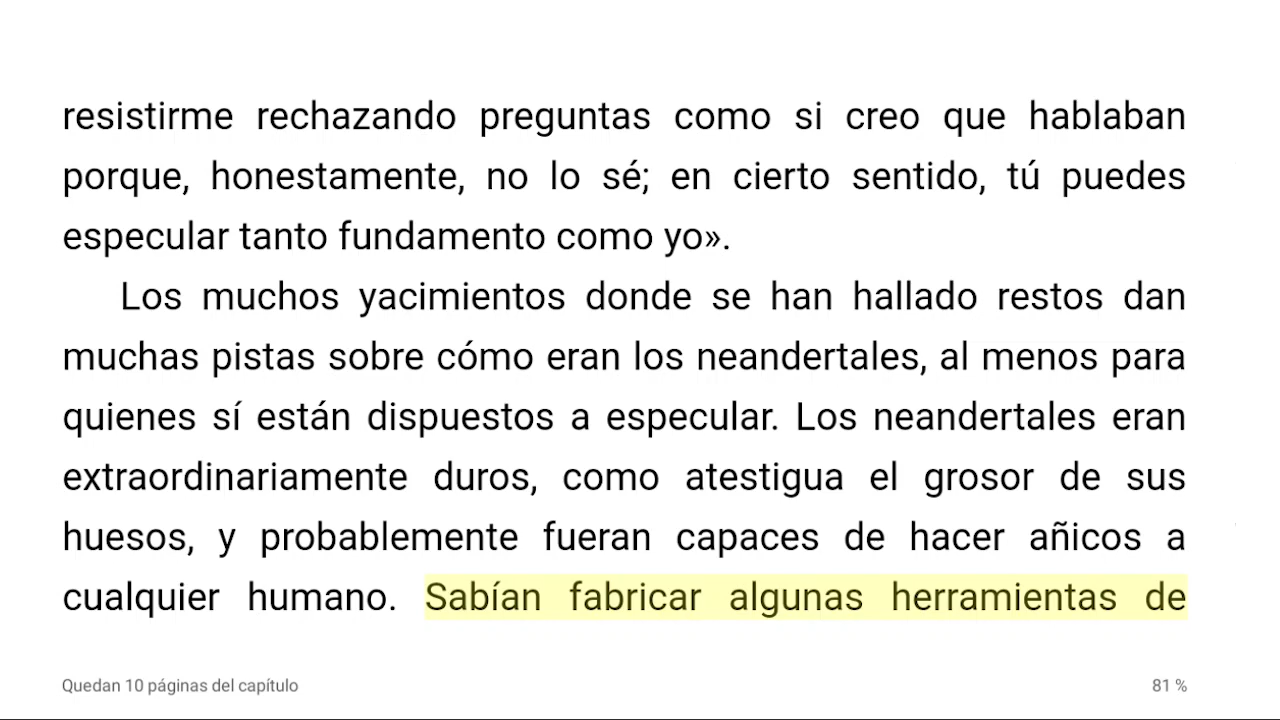 resistirme rechazando preguntas como si creo que hablaban
porque, honestamente, no lo sé; en cierto sentido, tú puedes
especular tanto fundamento como yo».
Los muchos yacimientos donde se han hallado restos dan
muchas pistas sobre cómo eran los neandertales, al menos para
quienes sí están dispuestos a especular. Los neandertales eran
extraordinariamente duros, como atestigua el grosor de sus
huesos, y probablemente fueran capaces de hacer añicos a
cualquier humano. Sabían fabricar algunas herramientas de
Quedan 10 páginas del capítulo
81 %